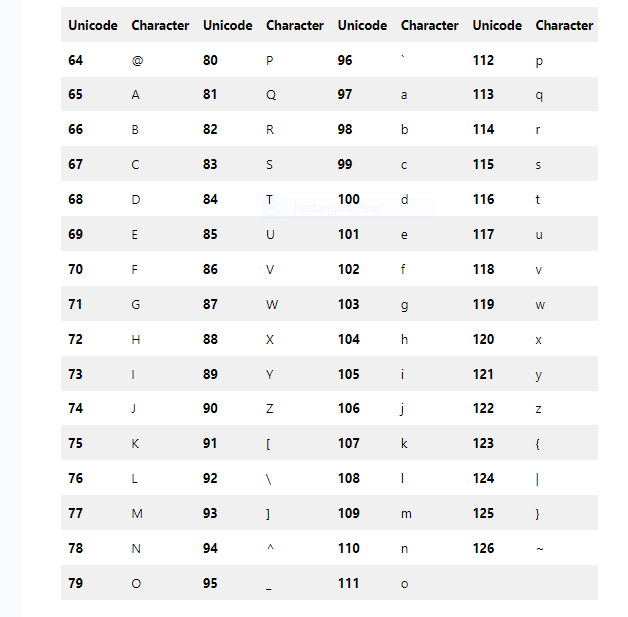 Unicode Character Unicode Character Unicode Character Unicode Character
64 @ 80 P 96 ` 112 p
65 A 81 Q 97 a 113 q
66 B 82 R 98 b 114 r
67 C 83 S 99 c 115 s
68 D 84 T 100 d 116 t
69 E 85 U 101 e 117 u
70 F 86 V 102 f 118 v
71 G 87 W 103 g 119 w
72 H 88 X 104 h 120 x
73 I 89 Y 105 i 121 y
74 J 90 Z 106 j 122 z
75 K 91 [ 107 k 123 {
76 L 92 \ 108 l 124 |
77 M 93 ] 109 m 125 }
78 N 94 ^ 110 n 126 ~
79 O 95 _ 111 o